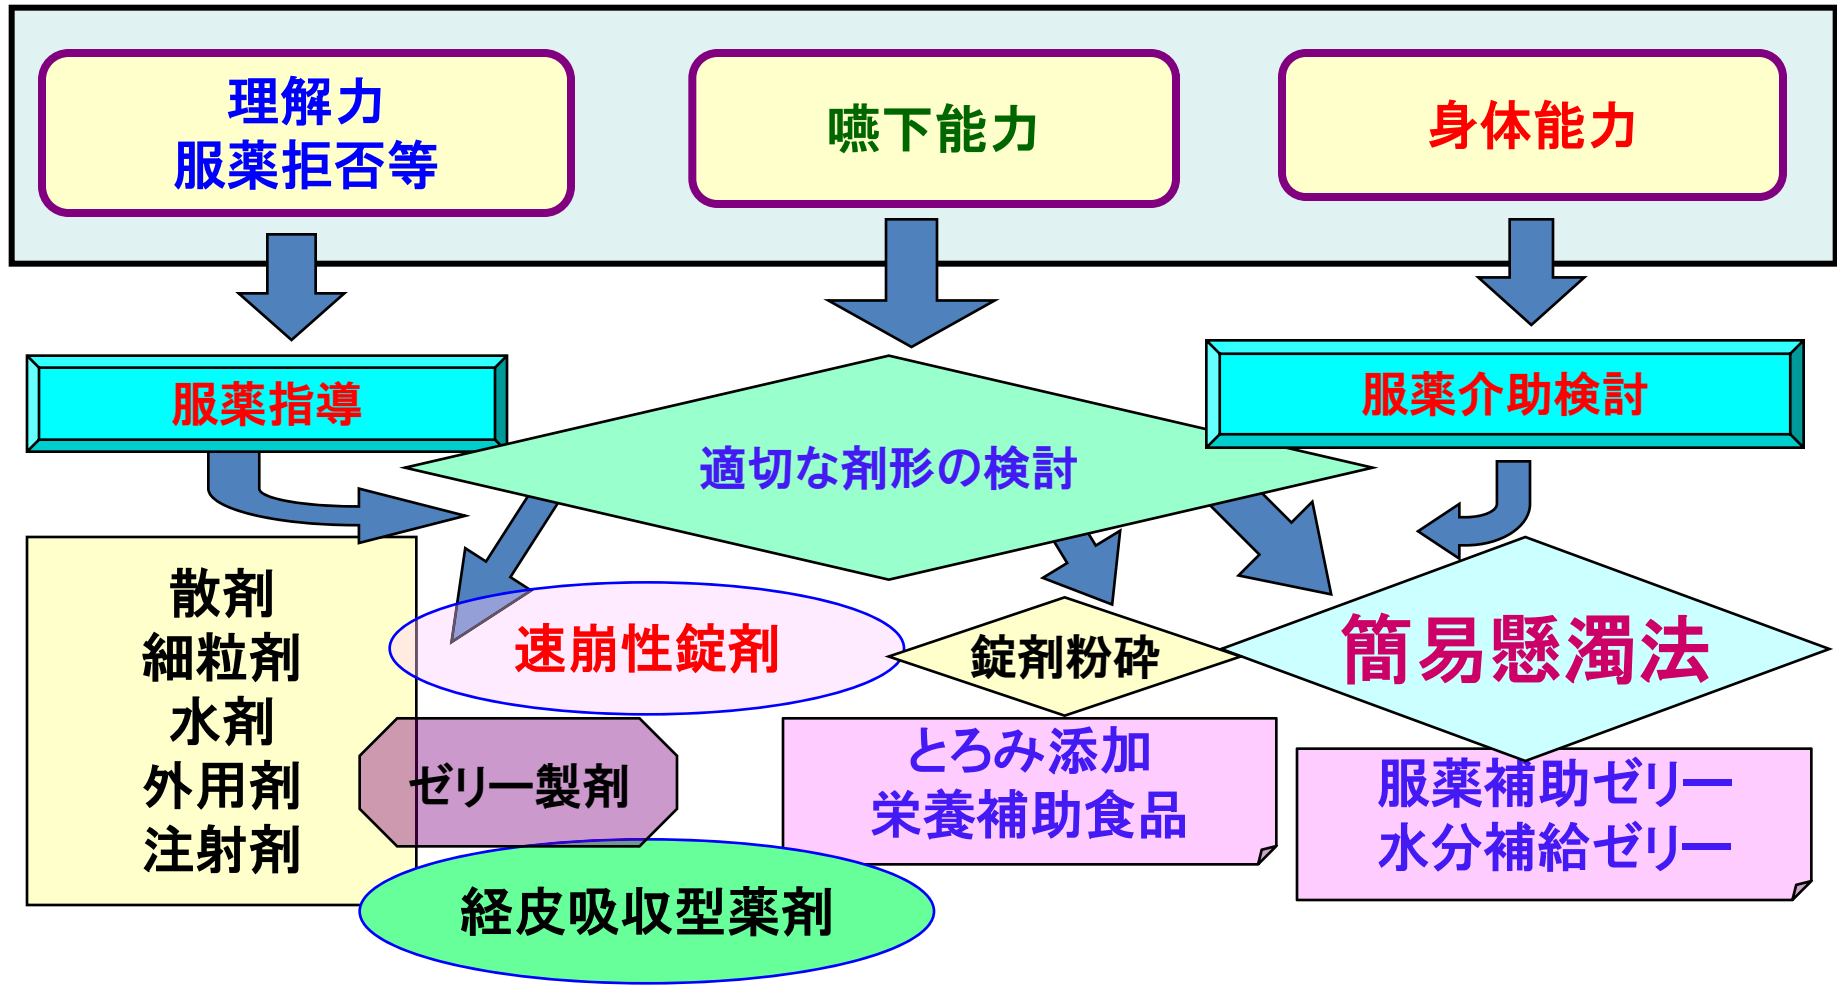 理解力
服薬拒否等
嚥下能力
身体能力
服薬指導
適切な剤形の検討
服薬介助検討
散剤
細粒剤
水剤
外用剤
注射剤
速崩性錠剤
ゼリー製剤
経皮吸収型薬剤
錠剤粉砕
とろみ添加
栄養補助食品
簡易懸濁法
服薬補助ゼリー
水分補給ゼリー